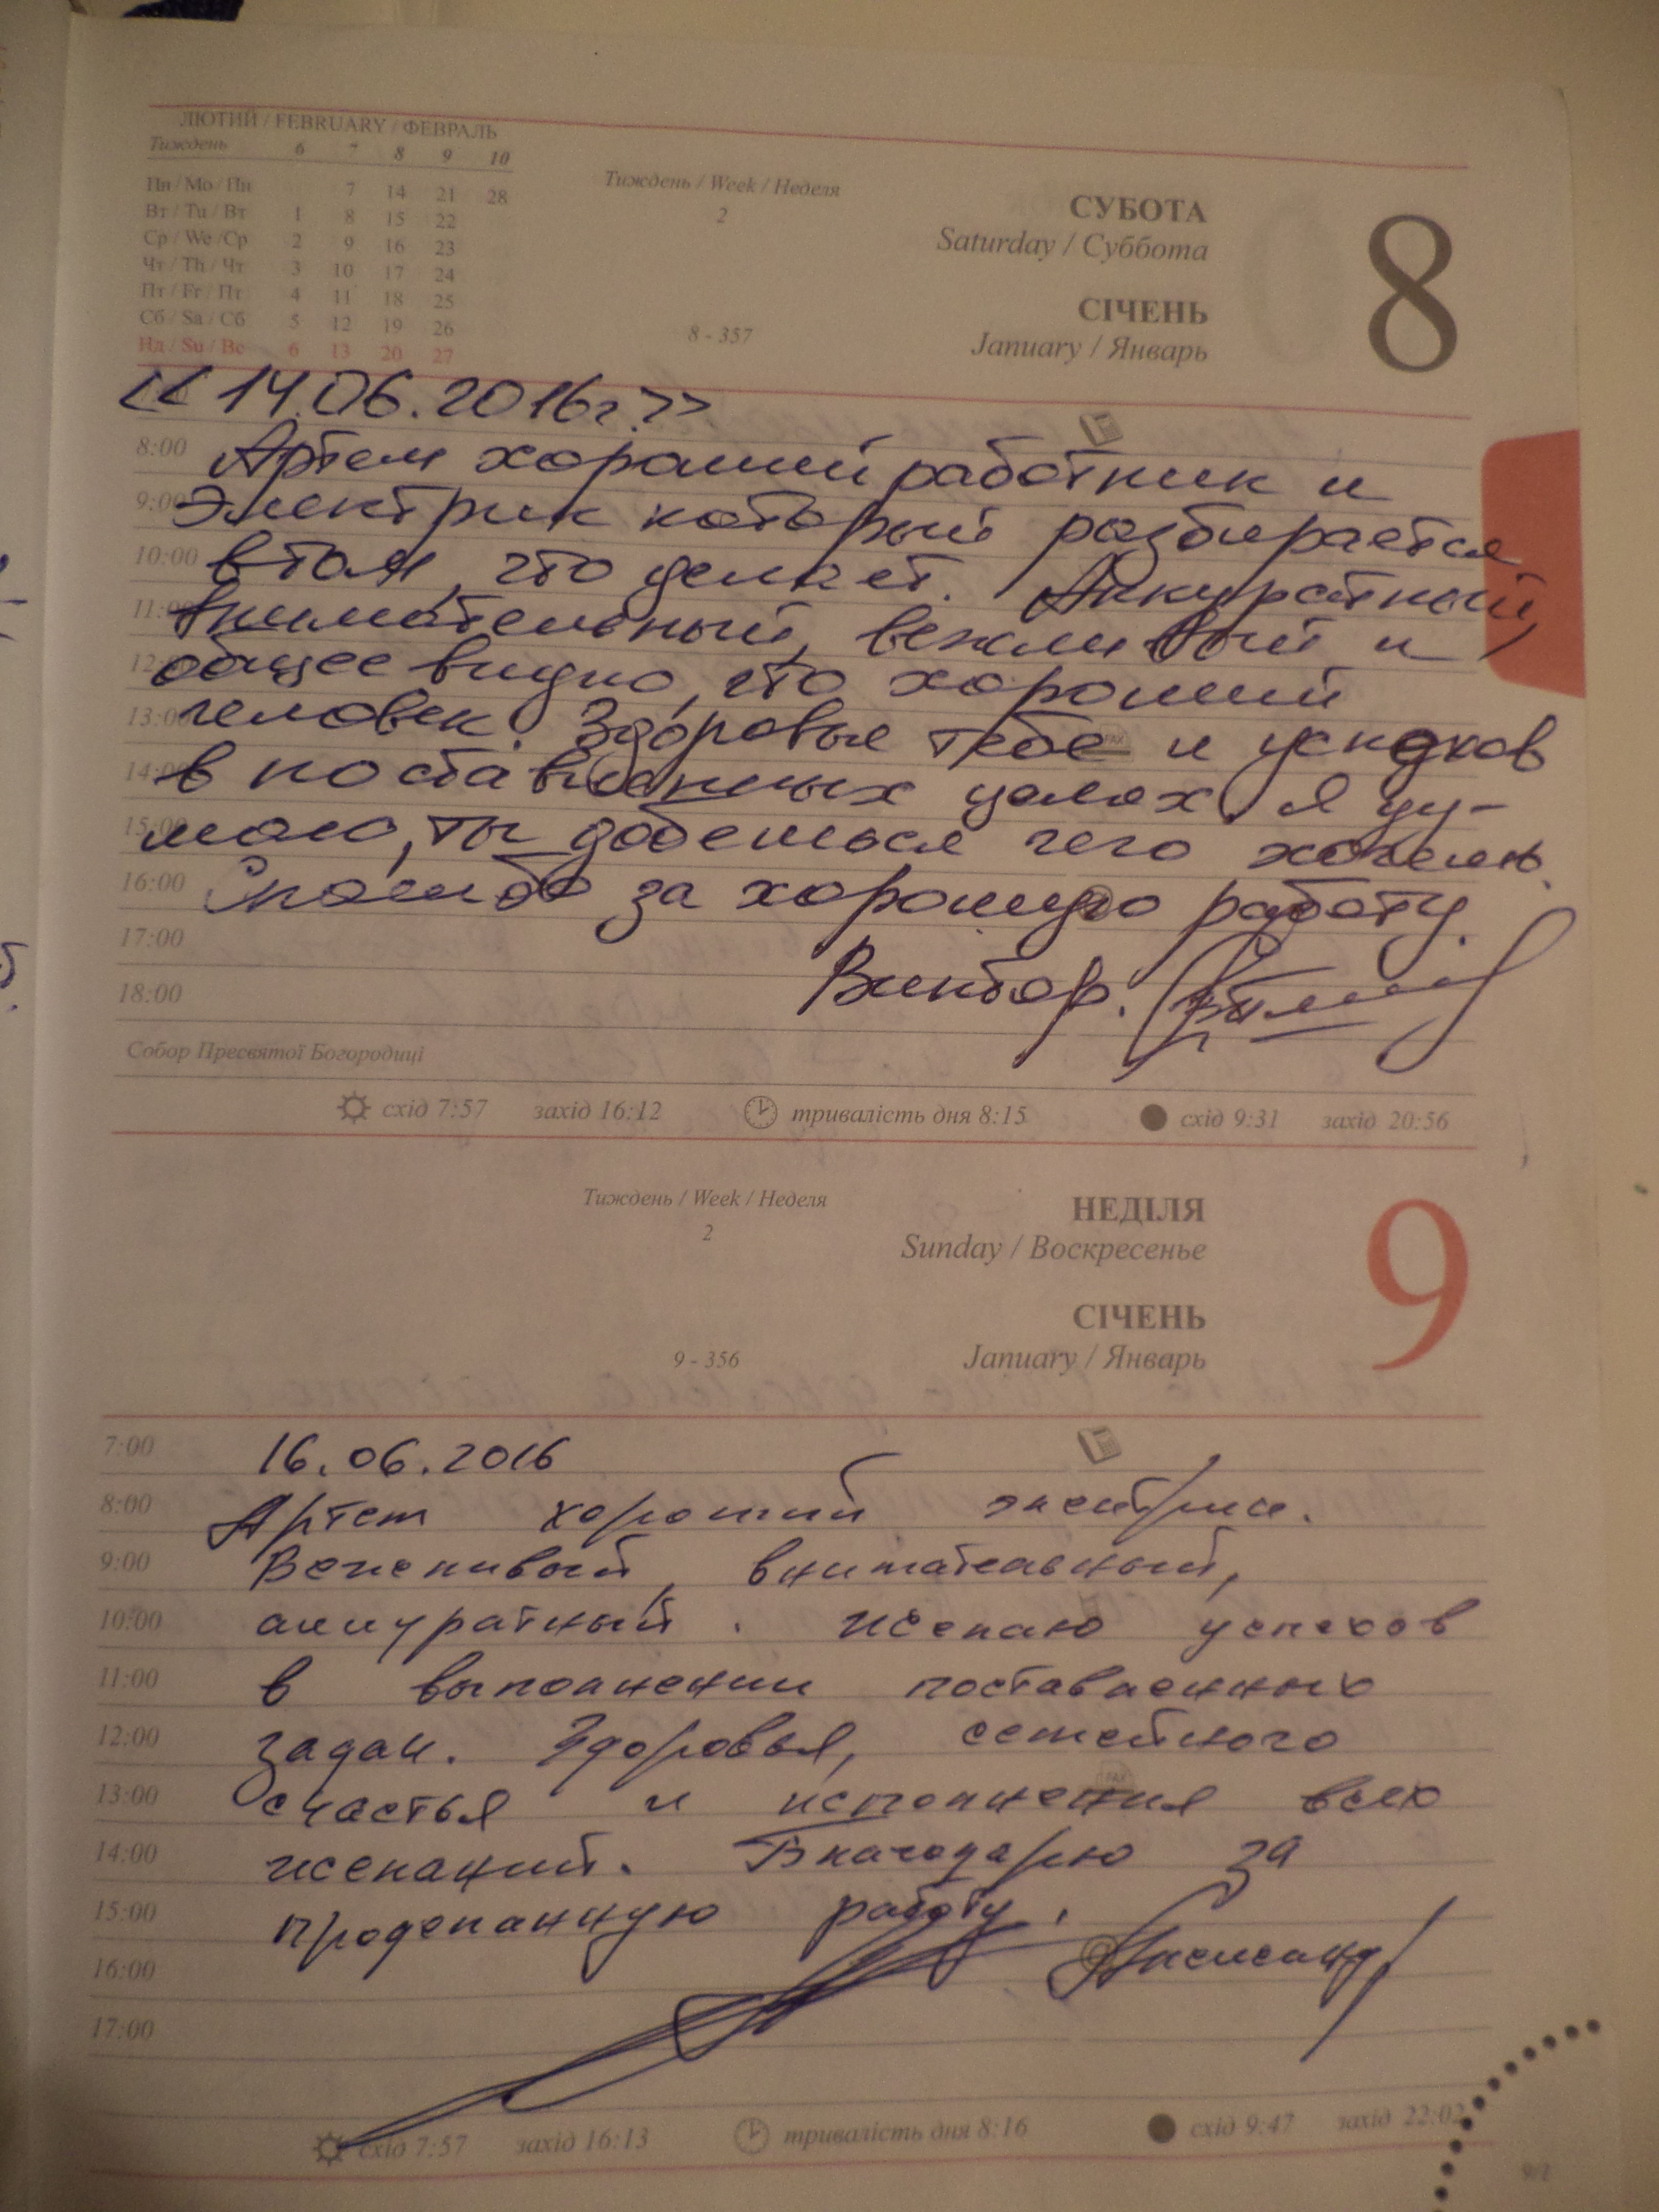 ЛЮТИЙ / FEBRUARY / ФЕВРАЛЬ
Тиждень 6 7 8 9 10
Пн / Mo / Пн 7 14 21 28
Вт / Tu / Вт 1 8 15 22
Ср / We / Ср 2 9 16 23
Чт / Th / Чт 3 10 17 24
Пт / Fr / Пт 4 11 18 25
Сб / Sa / Сб 5 12 19 26
Нд / Su / Вс 6 13 20 27
Тиждень / Week / Неделя
2
8 - 357
СУБОТА
Saturday / Суббота
СІЧЕНЬ
January / Январь
8
<<14.06.2016г.>>
8:00 Артем хороший работник и
9:00 электрик который разбирается
10:00 в том, что делает. Аккуратный,
11:00 внимательный, вежливый и
12:00 общее видно, что хороший
13:00 человек. Здоровье тебе и успехов
14:00 в поставленных целях. Я ду-
15:00 маю, ты добешься чего хочешь.
16:00 Спасибо за хорошую работу.
17:00
Виктор.
18:00
Собор Пресвятої Богородиці
схід 7:57 захід 16:12 тривалість дня 8:15 схід 9:31 захід 20:56
Тиждень / Week / Неделя
2
9 - 356
НЕДІЛЯ
Sunday / Воскресенье
СІЧЕНЬ
January / Январь
9
7:00 16.06.2016
8:00 Артем хороший электрик.
9:00 Вежливый, внимательный,
10:00 аккуратный. Желаю успехов
11:00 в выполнении поставленных
12:00 задач. Здоровья, семейного
13:00 счастья и исполнения всех
14:00 желаний. Благодарю за
15:00 проделанную работу.
16:00 Александр
17:00
схід 7:57 захід 16:13 тривалість дня 8:16 схід 9:47 захід 22:02